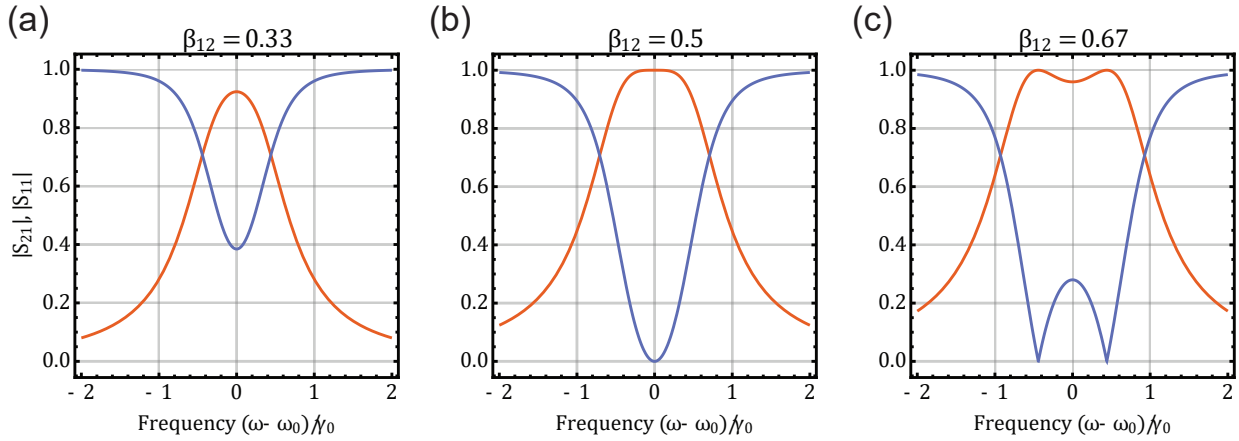 (a) (b) (c)
β12 = 0.33 β12 = 0.5 β12 = 0.67
|S21|, |S11|
1.0 1.0 1.0
0.8 0.8 0.8
0.6 0.6 0.6
0.4 0.4 0.4
0.2 0.2 0.2
0.0 0.0 0.0
- 2 - 1 0 1 2 - 2 - 1 0 1 2 - 2 - 1 0 1 2
Frequency (ω- ω0)/γ0 Frequency (ω- ω0)/γ0 Frequency (ω- ω0)/γ0